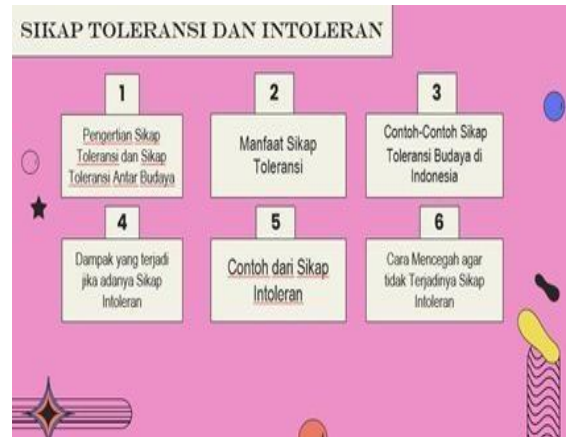 SIKAP TOLERANSI DAN INTOLERAN
1
Pengertian Sikap
Toleransi dan Sikap
Toleransi Antar Budaya
2
Manfaat Sikap
Toleransi
3
Contoh-Contoh Sikap
Toleransi Budaya di
Indonesia
4
Dampak yang terjadi
jika adanya Sikap
Intoleran
5
Contoh dari Sikap
Intoleran
6
Cara Mencegah agar
tidak Terjadinya Sikap
Intoleran